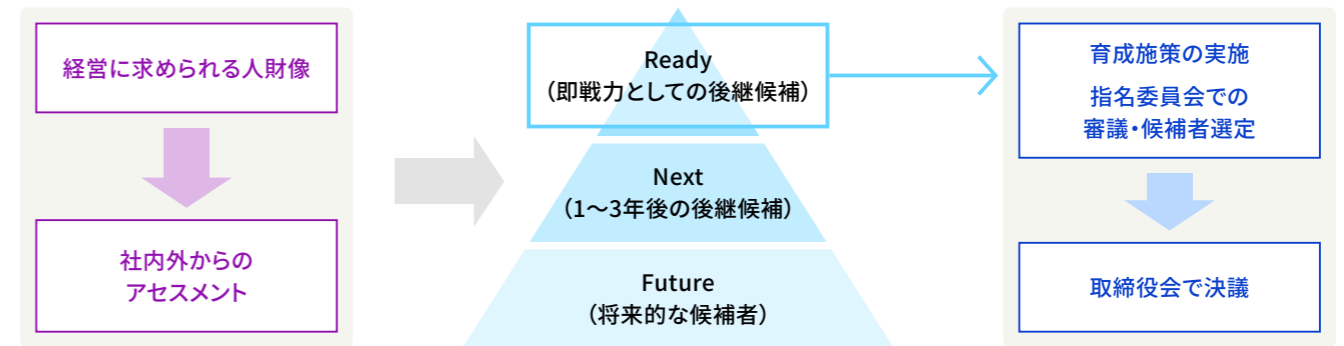 経営に求められる人財像
社内外からの
アセスメント
Ready
（即戦力としての後継候補）
Next
（1～3年後の後継候補）
Future
（将来的な候補者）
育成施策の実施
指名委員会での
審議・候補者選定
取締役会で決議